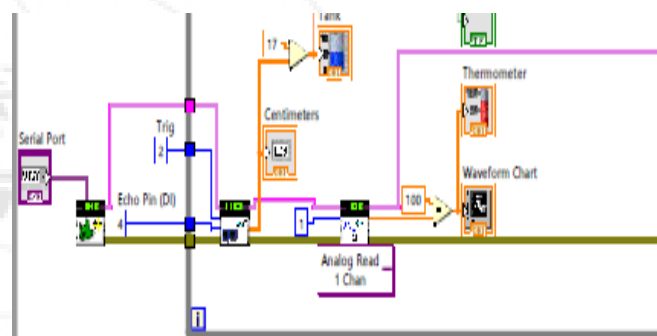 Tank
17
Thermometer
Centimeters
Trig
2
Serial Port
Waveform Chart
Echo Pin (DI)
4
100
1
Analog Read
1 Chan
i